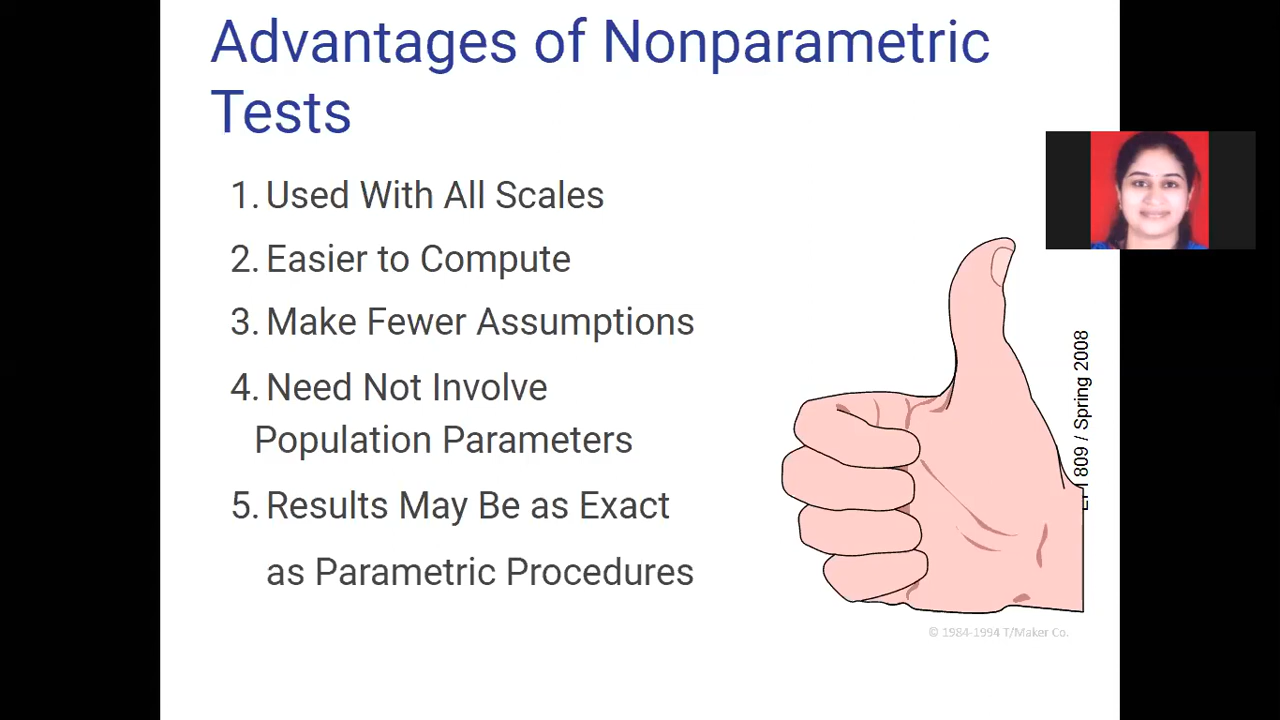 Advantages of Nonparametric
Tests
1. Used With All Scales
2. Easier to Compute
3. Make Fewer Assumptions
4. Need Not Involve
Population Parameters
5. Results May Be as Exact
as Parametric Procedures
809 / Spring 2008
© 1984-1994 T/Maker Co.